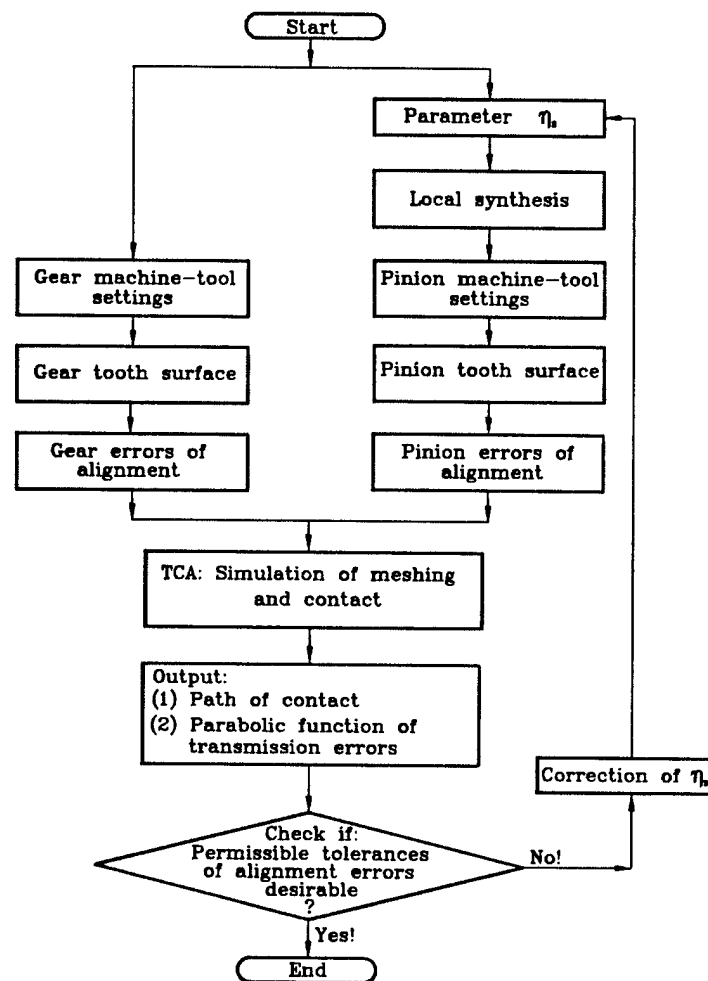 Start
Parameter ηₐ
Local synthesis
Gear machine-tool
settings
Pinion machine-tool
settings
Gear tooth surface
Pinion tooth surface
Gear errors of
alignment
Pinion errors of
alignment
TCA: Simulation of meshing
and contact
Output:
(1) Path of contact
(2) Parabolic function of
transmission errors
Correction of η
Check if:
Permissible tolerances
of alignment errors
desirable
?
No!
Yes!
End